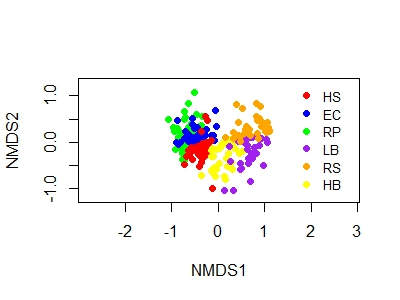 NMDS2
1.0
0.0
-1.0
HS
EC
RP
LB
RS
HB
-2 -1 0 1 2 3
NMDS1